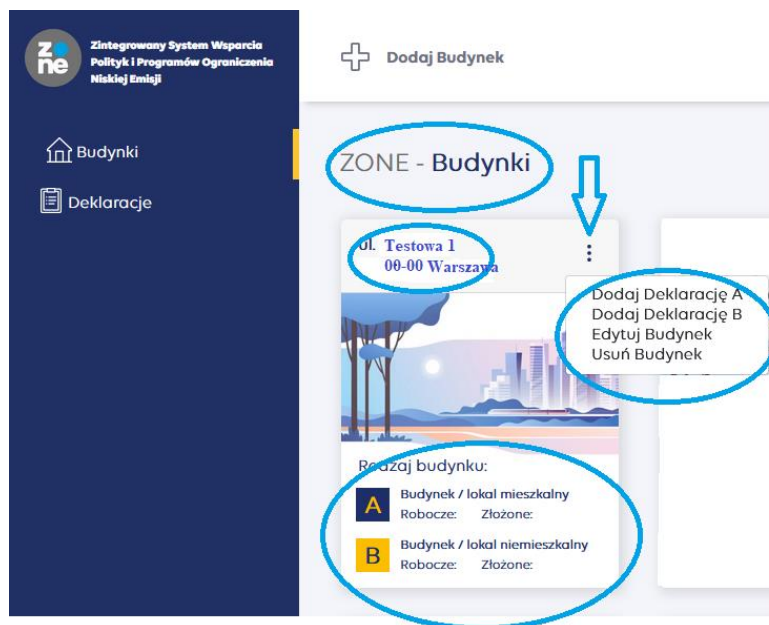 zone
Zintegrowany System Wsparcia
Polityk i Programów Ograniczenia
Niskiej Emisji
Dodaj Budynek
Budynki
Deklaracje
ZONE - Budynki
Ul. Testowa 1
00-00 Warszawa
Dodaj Deklarację A
Dodaj Deklarację B
Edytuj Budynek
Usuń Budynek
Rodzaj budynku:
A
Budynek / lokal mieszkalny
Robocze: Złożone:
B
Budynek / lokal niemieszkalny
Robocze: Złożone: